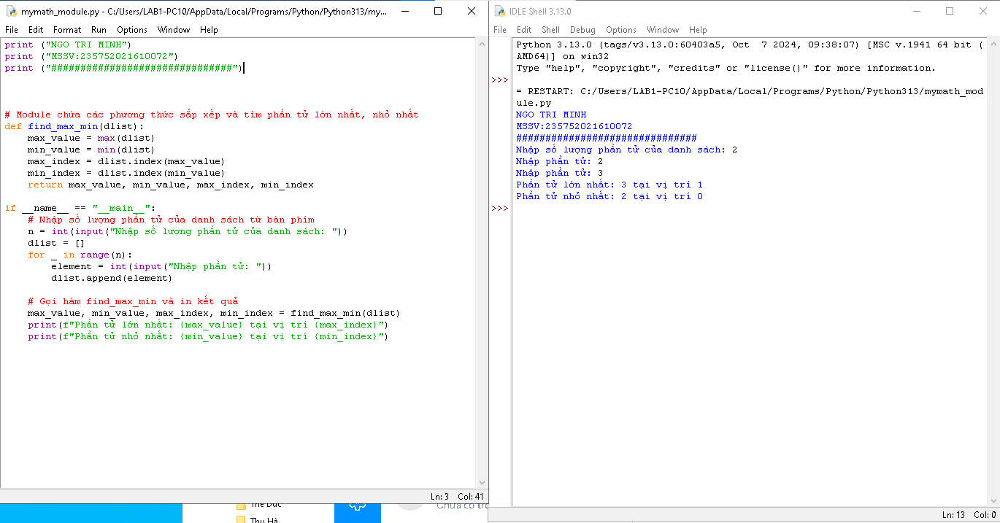 mymath_module.py - C:/Users/LAB1-PC10/AppData/Local/Programs/Python/Python313/my...
File Edit Format Run Options Window Help
print ("NGO TRI MINH")
print ("MSSV:235752021610072")
print ("###############################")
# Module chứa các phương thức sắp xếp và tìm phần tử lớn nhất, nhỏ nhất
def find_max_min(dlist):
    max_value = max(dlist)
    min_value = min(dlist)
    max_index = dlist.index(max_value)
    min_index = dlist.index(min_value)
    return max_value, min_value, max_index, min_index
if __name__ == "__main__":
    # Nhập số lượng phần tử của danh sách từ bàn phím
    n = int(input("Nhập số lượng phần tử của danh sách: "))
    dlist = []
    for _ in range(n):
        element = int(input("Nhập phần tử: "))
        dlist.append(element)
    # Gọi hàm find_max_min và in kết quả
    max_value, min_value, max_index, min_index = find_max_min(dlist)
    print(f"Phần tử lớn nhất: {max_value} tại vị trí {max_index}")
    print(f"Phần tử nhỏ nhất: {min_value} tại vị trí {min_index}")
Ln: 3 Col: 41
IDLE Shell 3.13.0
File Edit Shell Debug Options Window Help
Python 3.13.0 (tags/v3.13.0:60403a5, Oct  7 2024, 09:38:07) [MSC v.1941 64 bit (
AMD64)] on win32
Type "help", "copyright", "credits" or "license()" for more information.
>>>
= RESTART: C:/Users/LAB1-PC10/AppData/Local/Programs/Python/Python313/mymath_mod
ule.py
NGO TRI MINH
MSSV:235752021610072
###############################
Nhập số lượng phần tử của danh sách: 2
Nhập phần tử: 2
Nhập phần tử: 3
Phần tử lớn nhất: 3 tại vị trí 1
Phần tử nhỏ nhất: 2 tại vị trí 0
>>>
Ln: 13 Col: 0
Thu Hà